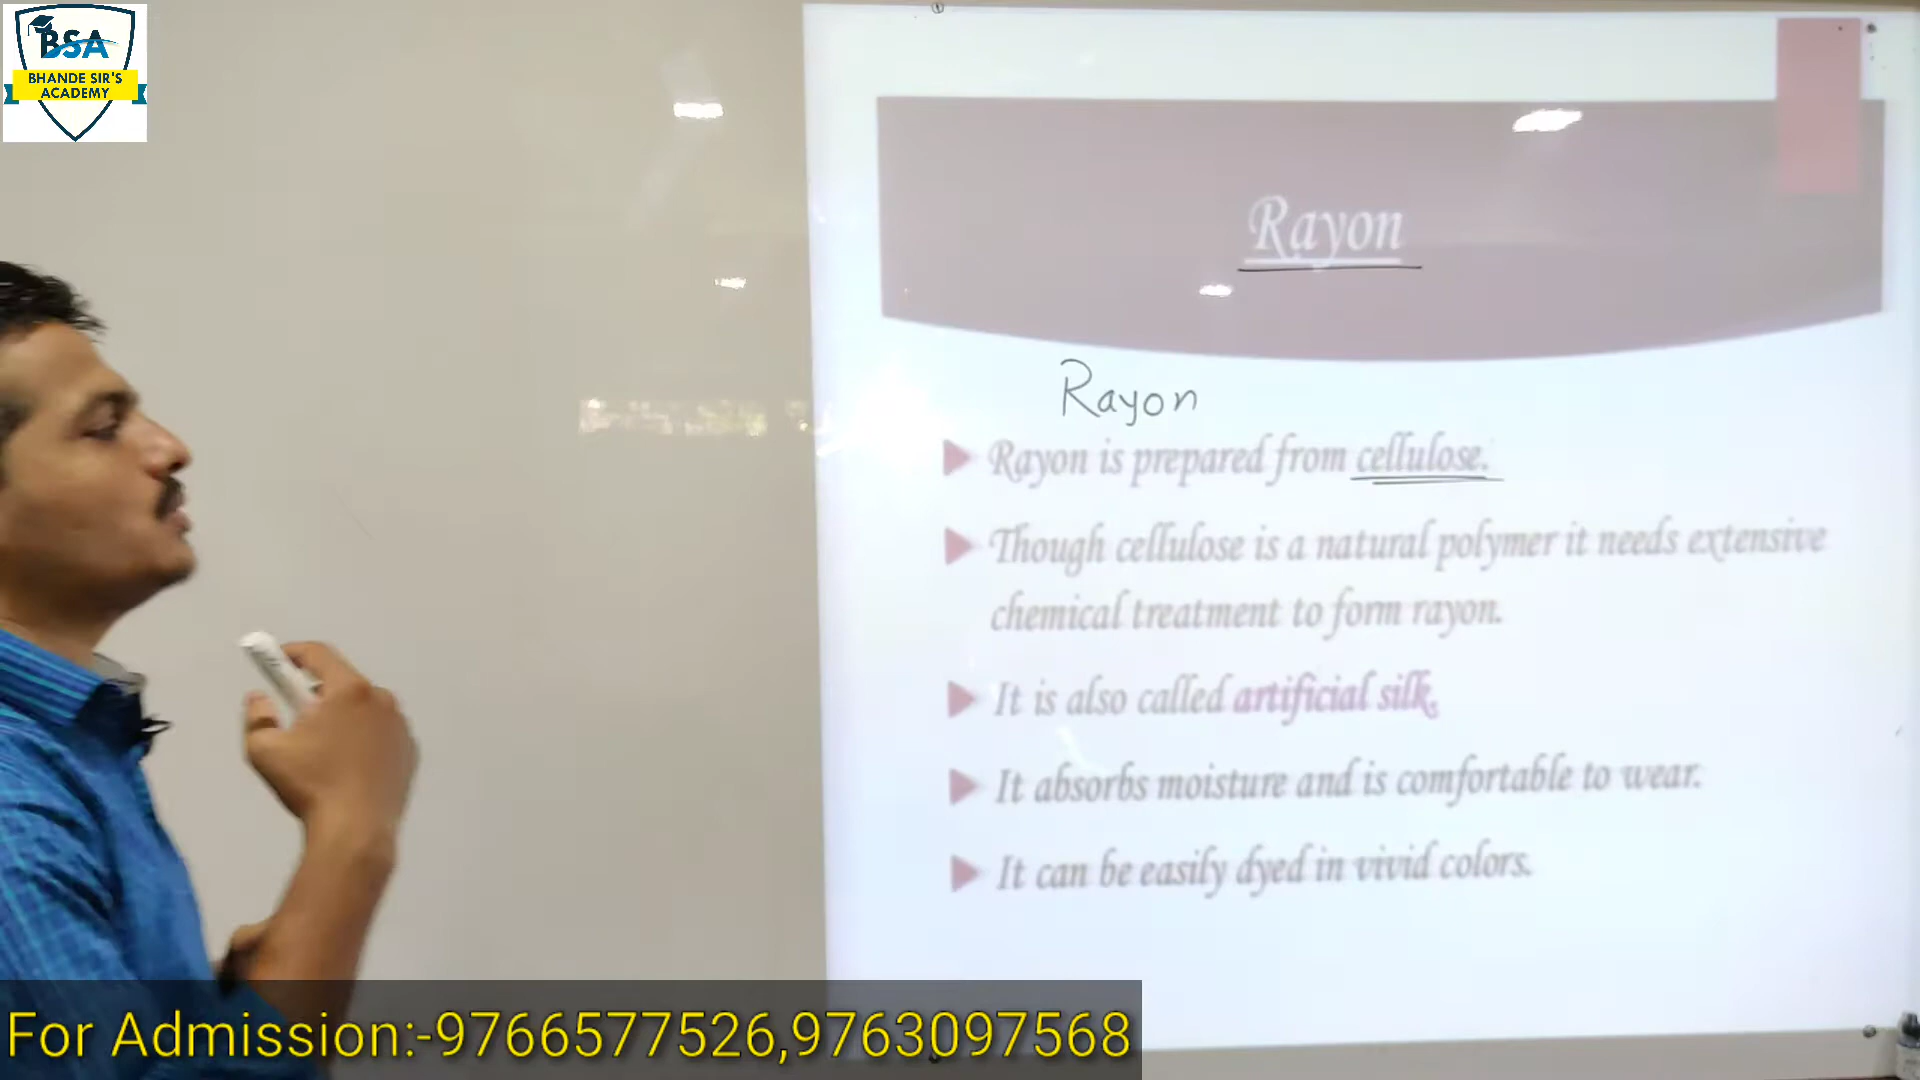 BSA
BHANDE SIR'S
ACADEMY
Rayon
Rayon
Rayon is prepared from cellulose.
Though cellulose is a natural polymer it needs extensive
chemical treatment to form rayon.
It is also called artificial silk.
It absorbs moisture and is comfortable to wear.
It can be easily dyed in vivid colors.
For Admission:-9766577526,9763097568